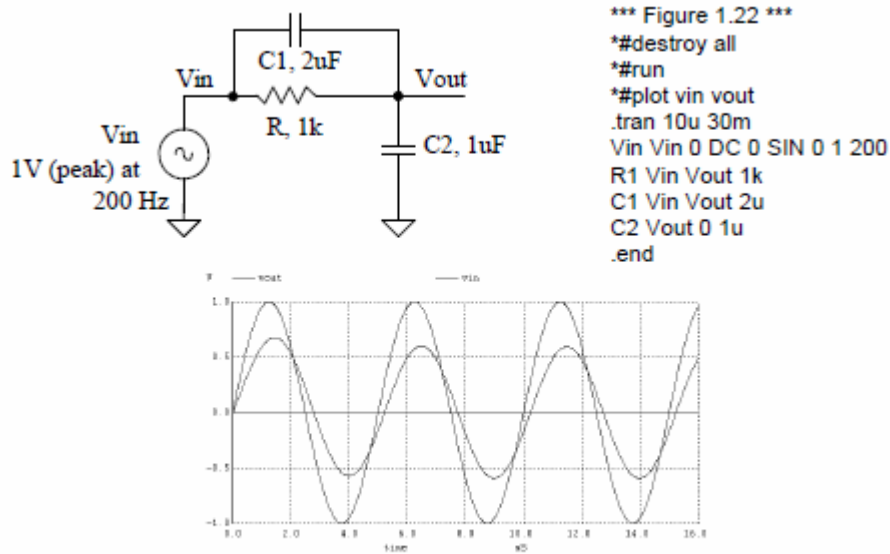 C1, 2uF
Vin
Vout
R, 1k
C2, 1uF
Vin
1V (peak) at
200 Hz
*** Figure 1.22 ***
*#destroy all
*#run
*#plot vin vout
.tran 10u 30m
Vin Vin 0 DC 0 SIN 0 1 200
R1 Vin Vout 1k
C1 Vin Vout 2u
C2 Vout 0 1u
.end
V vout vin
1.0
0.5
0.0
-0.5
-1.0
0.0 2.0 4.0 6.0 8.0 10.0 12.0 14.0 16.0
time mS